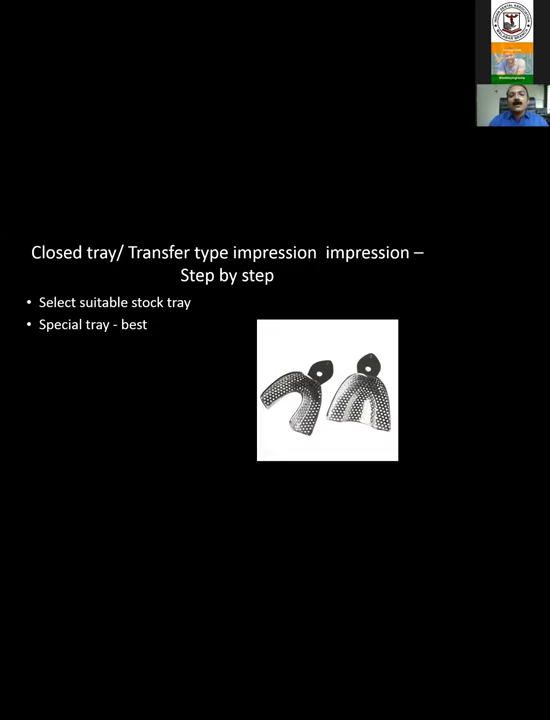 Closed tray/ Transfer type impression  impression –
Step by step
• Select suitable stock tray
• Special tray - best